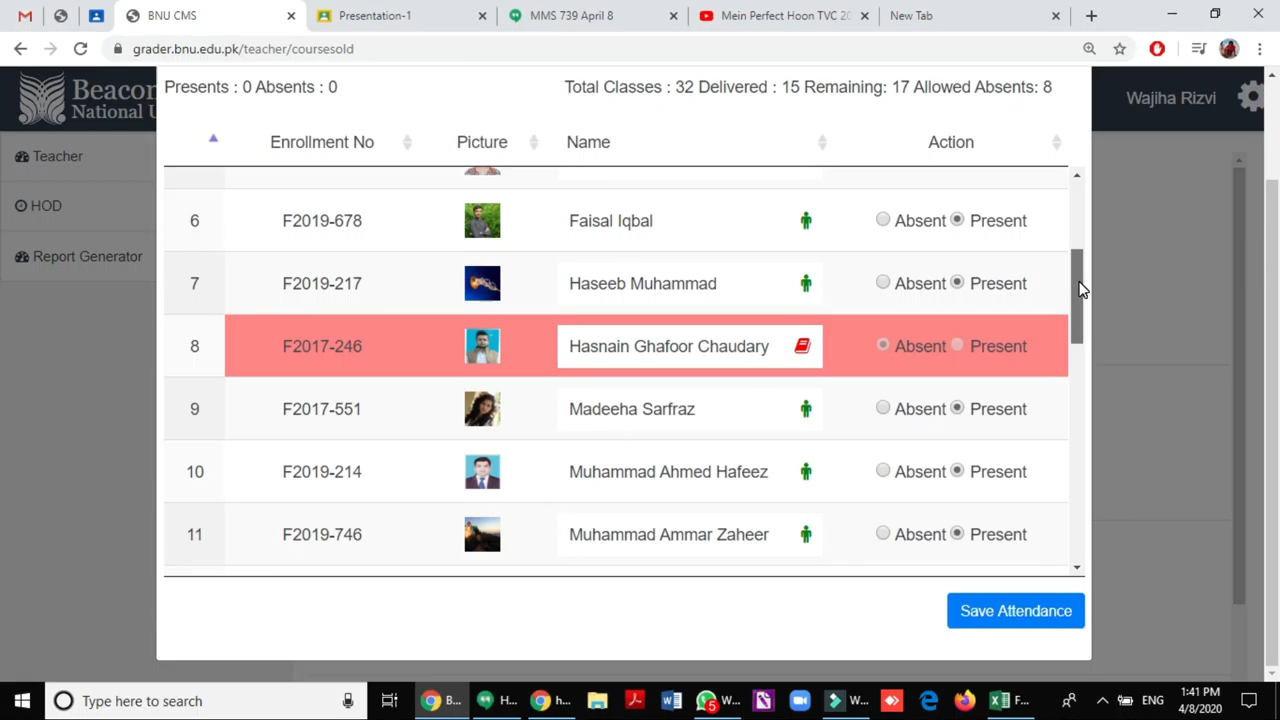 BNU CMS
Presentation-1
MMS 739 April 8
Mein Perfect Hoon TVC 20
New Tab
grader.bnu.edu.pk/teacher/coursesold
Beacon
National U
Wajiha Rizvi
Teacher
HOD
Report Generator
Presents : 0 Absents : 0
Total Classes : 32 Delivered : 15 Remaining: 17 Allowed Absents: 8
Enrollment No Picture Name Action
6 F2019-678 Faisal Iqbal Absent Present
7 F2019-217 Haseeb Muhammad Absent Present
8 F2017-246 Hasnain Ghafoor Chaudary Absent Present
9 F2017-551 Madeeha Sarfraz Absent Present
10 F2019-214 Muhammad Ahmed Hafeez Absent Present
11 F2019-746 Muhammad Ammar Zaheer Absent Present
Save Attendance
Type here to search
B...
H...
h...
W...
5
W...
F...
ENG
1:41 PM
4/8/2020